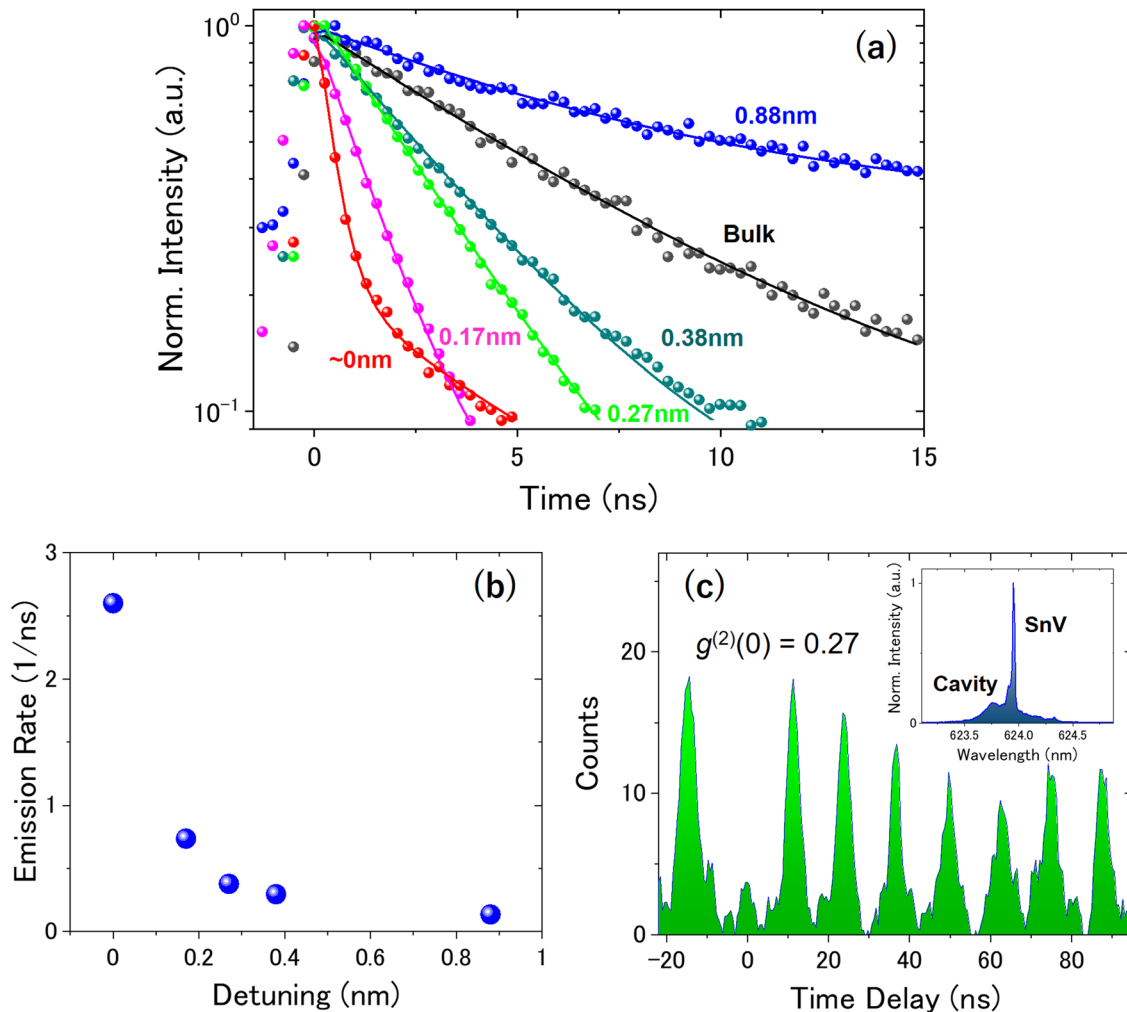 (a)
Norm. Intensity (a.u.)
10⁰
10⁻¹
0.88nm
Bulk
0.38nm
0.17nm
~0nm
0.27nm
0 5 10 15
Time (ns)
(b)
Emission Rate (1/ns)
3
2
1
0
0 0.2 0.4 0.6 0.8 1
Detuning (nm)
(c)
g⁽²⁾(0) = 0.27
Counts
20
10
0
-20 0 20 40 60 80
Time Delay (ns)
Norm. Intensity (a.u.)
1
0
SnV
Cavity
623.5 624.0 624.5
Wavelength (nm)